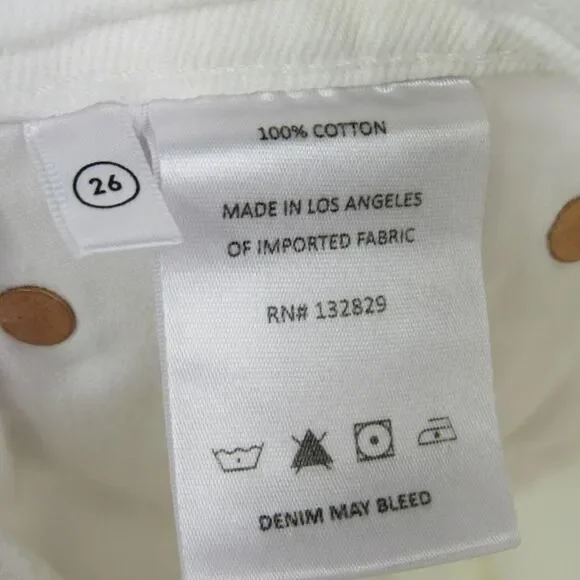 100% COTTON
26
MADE IN LOS ANGELES
OF IMPORTED FABRIC
RN# 132829
DENIM MAY BLEED